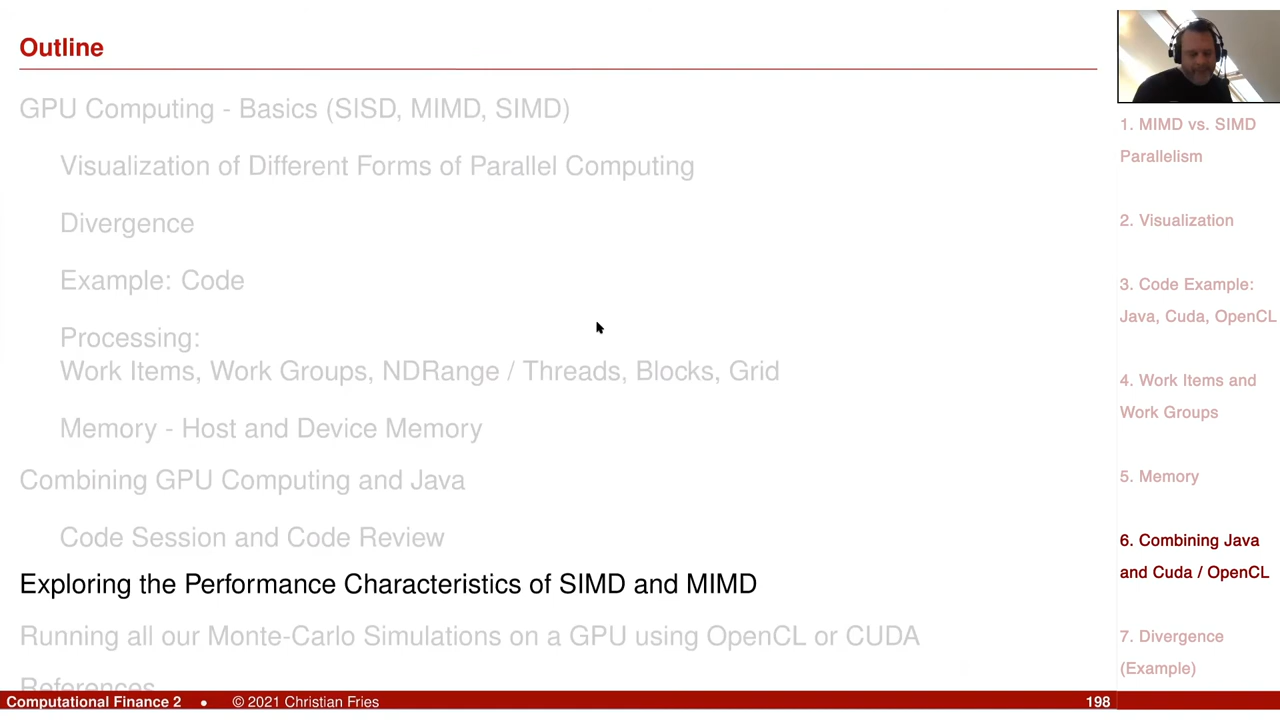 Outline
GPU Computing - Basics (SISD, MIMD, SIMD)
Visualization of Different Forms of Parallel Computing
Divergence
Example: Code
Processing:
Work Items, Work Groups, NDRange / Threads, Blocks, Grid
Memory - Host and Device Memory
Combining GPU Computing and Java
Code Session and Code Review
Exploring the Performance Characteristics of SIMD and MIMD
Running all our Monte-Carlo Simulations on a GPU using OpenCL or CUDA
References
Computational Finance 2 • © 2021 Christian Fries 198
1. MIMD vs. SIMD
Parallelism
2. Visualization
3. Code Example:
Java, Cuda, OpenCL
4. Work Items and
Work Groups
5. Memory
6. Combining Java
and Cuda / OpenCL
7. Divergence
(Example)